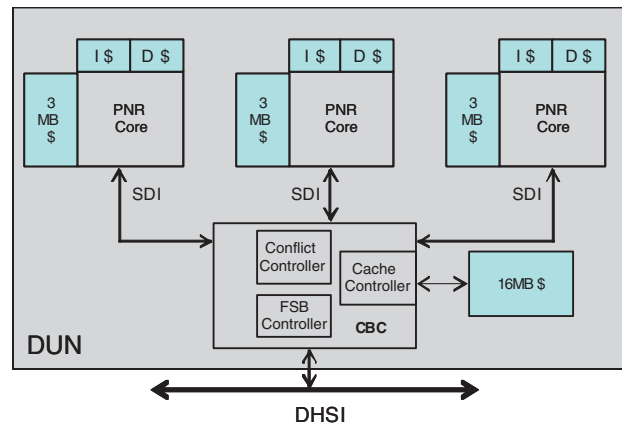 I $ D $
3
MB
$
PNR
Core
I $ D $
3
MB
$
PNR
Core
I $ D $
3
MB
$
PNR
Core
SDI
SDI
SDI
Conflict
Controller
Cache
Controller
16MB $
FSB
Controller
CBC
DUN
DHSI